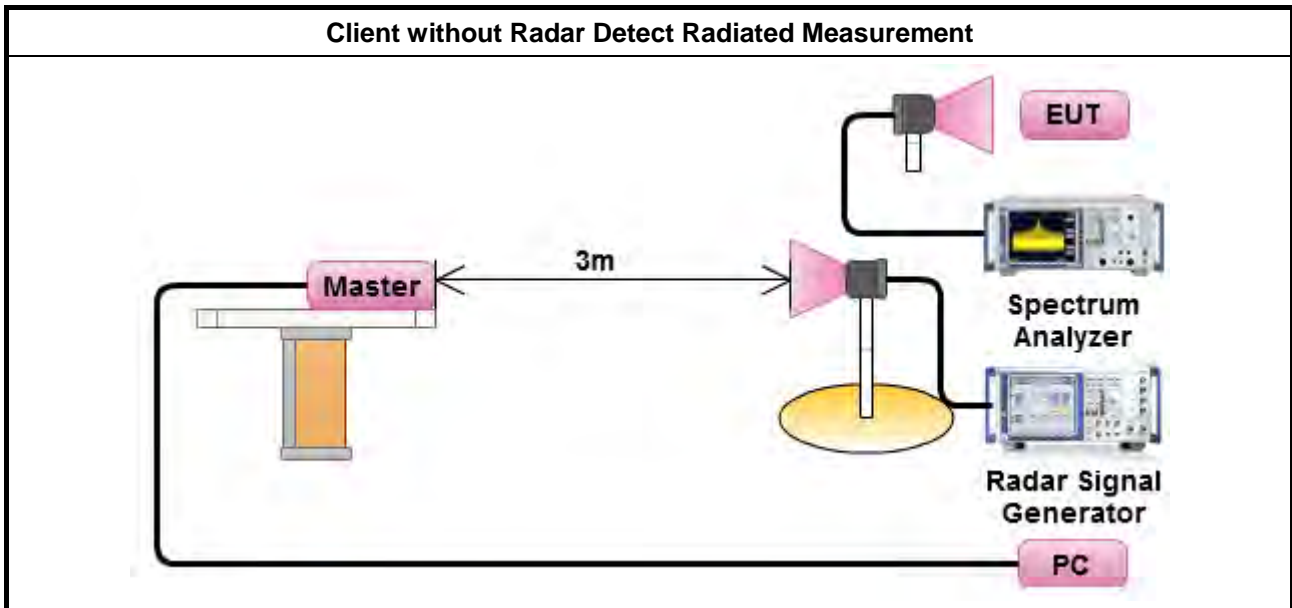 Client without Radar Detect Radiated Measurement
EUT
3m
Master
Spectrum
Analyzer
Radar Signal
Generator
PC